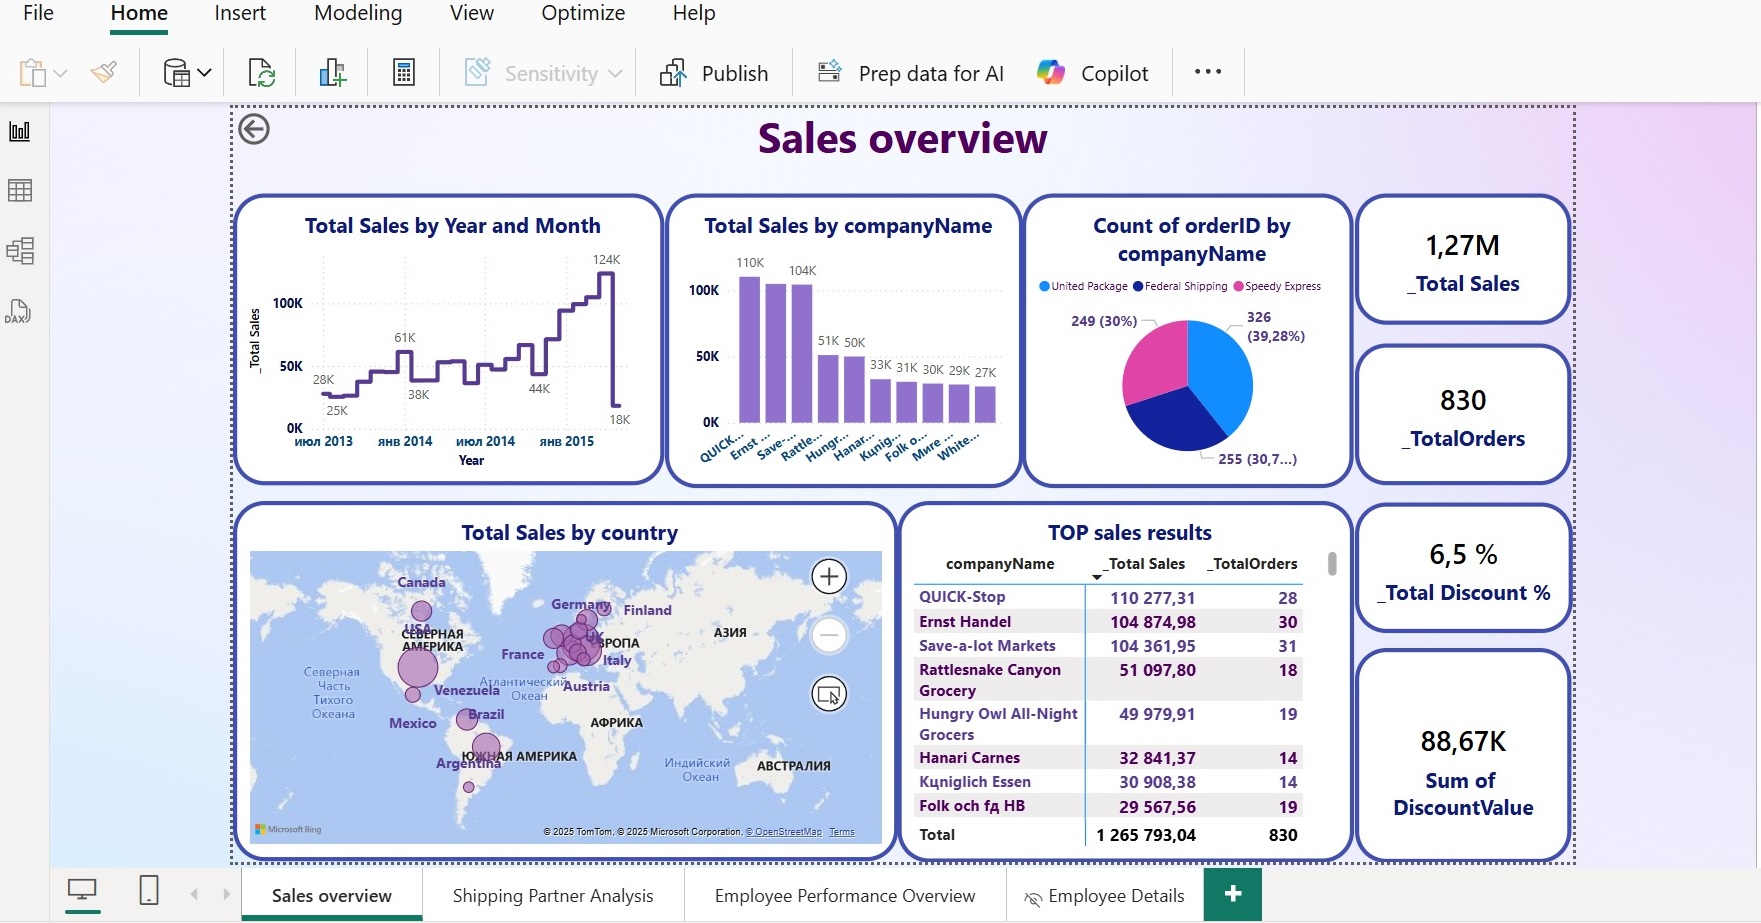 File Home Insert Modeling View Optimize Help
Sensitivity Publish Prep data for AI Copilot
DAX
Sales overview
Total Sales by Year and Month
_Total Sales
100K
50K
0K
28K
25K
61K
38K
44K
124K
18K
июл 2013 янв 2014 июл 2014 янв 2015
Year
Total Sales by companyName
100K
50K
0K
110K
104K
51K 50K
33K 31K 30K 29K 27K
QUICK... Ernst ... Save-... Rattle... Hungr... Hanar... Kцnig... Folk o... Мите ... White...
Count of orderID by
companyName
United Package Federal Shipping Speedy Express
249 (30%)
326
(39,28%)
255 (30,7...)
1,27M
_Total Sales
830
_TotalOrders
6,5 %
_Total Discount %
88,67K
Sum of
DiscountValue
Total Sales by country
Canada
USA
СЕВЕРНАЯ
АМЕРИКА
Северная
Часть
Тихого
Океана
Mexico
Venezuela
Brazil
ЮЖНАЯ АМЕРИКА
Argentina
Атлантический
Океан
Germany
Finland
UK
ЕВРОПА
France
Italy
Austria
АЗИЯ
АФРИКА
Индийский
Океан
АВСТРАЛИЯ
Microsoft Bing
© 2025 TomTom, © 2025 Microsoft Corporation, © OpenStreetMap Terms
TOP sales results
companyName _Total Sales _TotalOrders
QUICK-Stop 110 277,31 28
Ernst Handel 104 874,98 30
Save-a-lot Markets 104 361,95 31
Rattlesnake Canyon 51 097,80 18
Grocery
Hungry Owl All-Night 49 979,91 19
Grocers
Hanari Carnes 32 841,37 14
Kцniglich Essen 30 908,38 14
Folk och fд HB 29 567,56 19
Total 1 265 793,04 830
Sales overview Shipping Partner Analysis Employee Performance Overview Employee Details